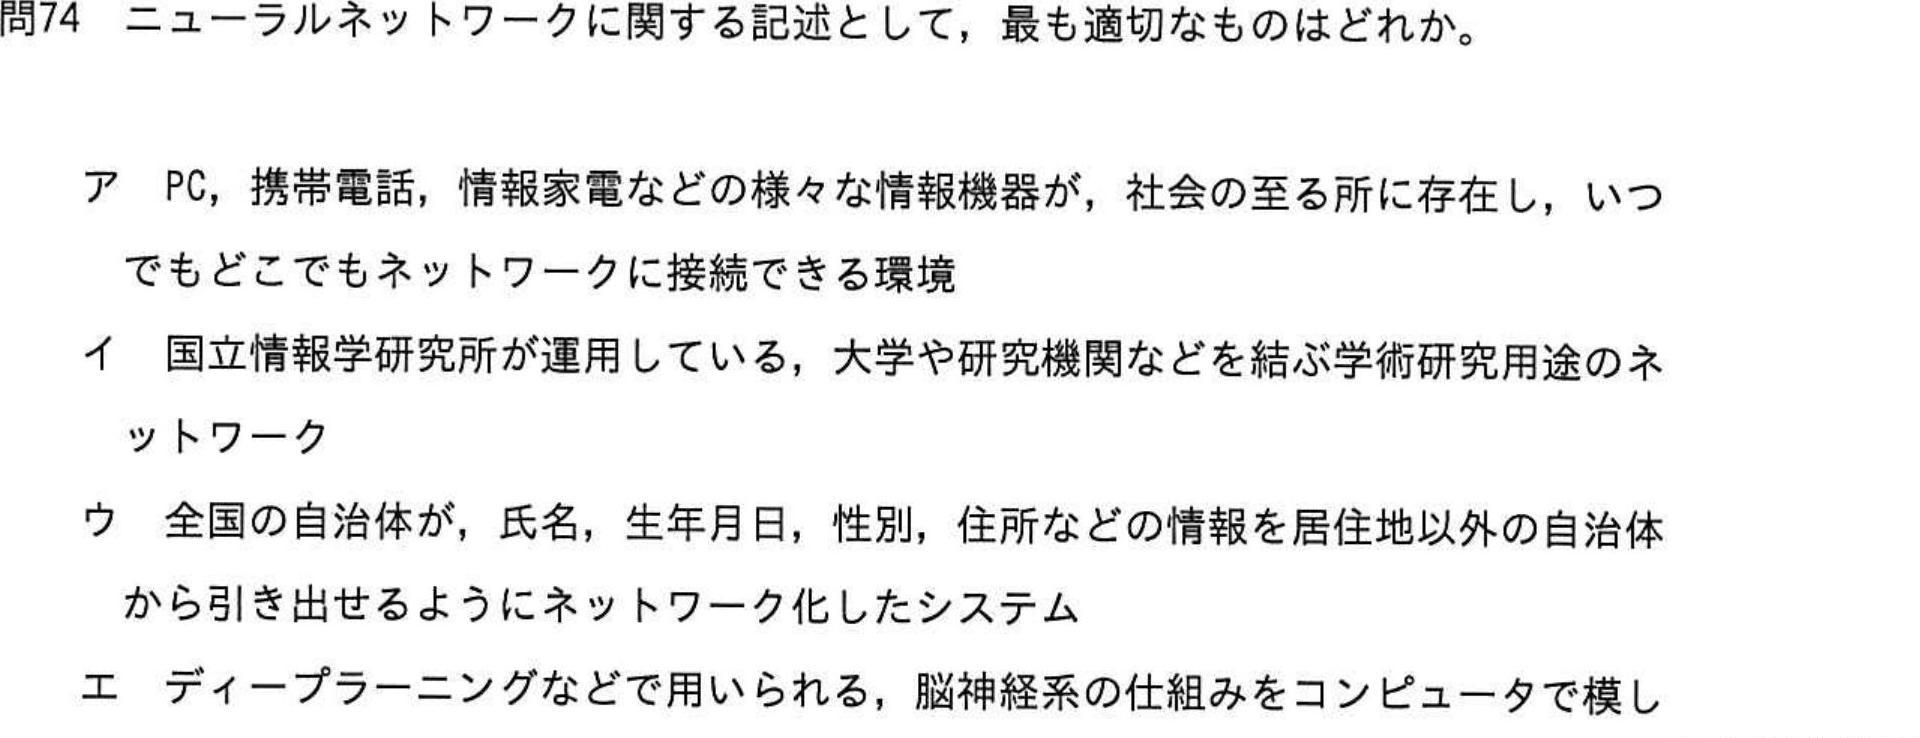 問74　ニューラルネットワークに関する記述として，最も適切なものはどれか。
ア　PC，携帯電話，情報家電などの様々な情報機器が，社会の至る所に存在し，いつ
でもどこでもネットワークに接続できる環境
イ　国立情報学研究所が運用している，大学や研究機関などを結ぶ学術研究用途のネ
ットワーク
ウ　全国の自治体が，氏名，生年月日，性別，住所などの情報を居住地以外の自治体
から引き出せるようにネットワーク化したシステム
エ　ディープラーニングなどで用いられる，脳神経系の仕組みをコンピュータで模し